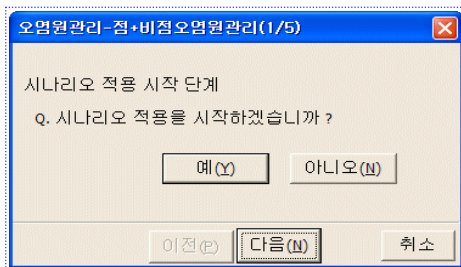 오염원관리-점+비점오염원관리(1/5)
시나리오 적용 시작 단계
Q. 시나리오 적용을 시작하겠습니까 ?
예(Y) 아니오(N)
이전(P) 다음(N) 취소